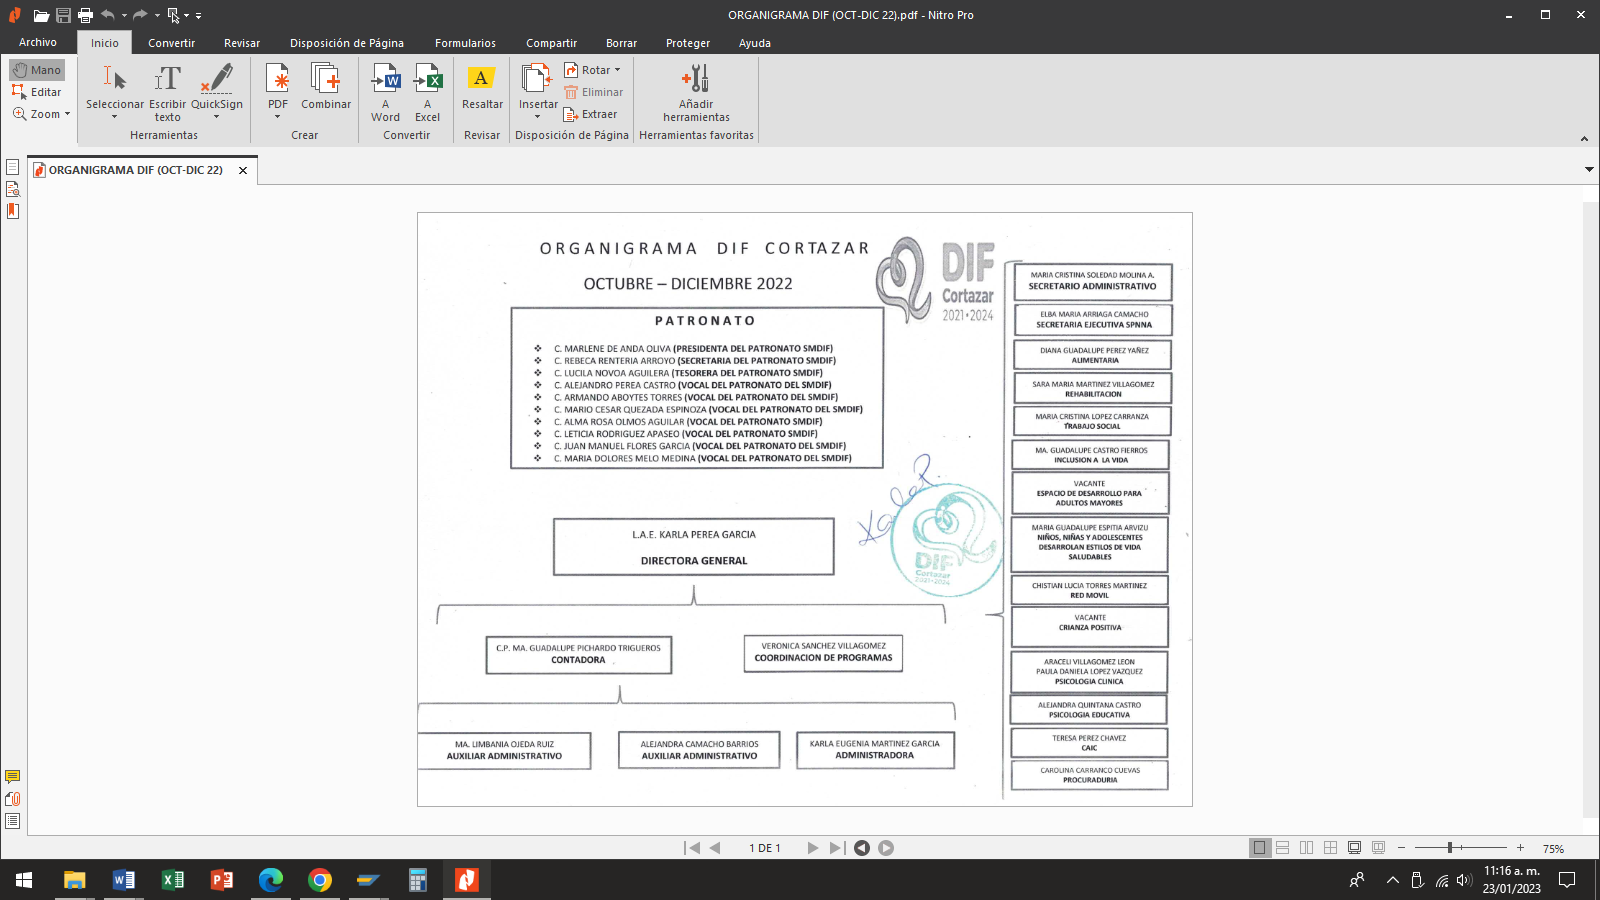 ORGANIGRAMA DIF (OCT-DIC 22).pdf - Nitro Pro
Archivo Inicio Convertir Revisar Disposición de Página Formularios Compartir Borrar Proteger Ayuda
Mano
Editar
Zoom
Seleccionar
Escribir texto
QuickSign
Herramientas
PDF
Combinar
Crear
A Word
A Excel
Convertir
Resaltar
Revisar
Insertar
Rotar
Eliminar
Extraer
Disposición de Página
Añadir herramientas
Herramientas favoritas
ORGANIGRAMA DIF (OCT-DIC 22)
ORGANIGRAMA DIF CORTAZAR
OCTUBRE – DICIEMBRE 2022
DIF
Cortazar
2021•2024
PATRONATO
❖ C. MARLENE DE ANDA OLIVA (PRESIDENTA DEL PATRONATO SMDIF)
❖ C. REBECA RENTERIA ARROYO (SECRETARIA DEL PATRONATO SMDIF)
❖ C. LUCILA NOVOA AGUILERA (TESORERA DEL PATRONATO SMDIF)
❖ C. ALEJANDRO PEREA CASTRO (VOCAL DEL PATRONATO DEL SMDIF)
❖ C. ARMANDO ABOYTES TORRES (VOCAL DEL PATRONATO DEL SMDIF)
❖ C. MARIO CESAR QUEZADA ESPINOZA (VOCAL DEL PATRONATO DEL SMDIF)
❖ C. ALMA ROSA OLMOS AGUILAR (VOCAL DEL PATRONATO DEL SMDIF)
❖ C. LETICIA RODRIGUEZ APASEO (VOCAL DEL PATRONATO SMDIF)
❖ C. JUAN MANUEL FLORES GARCIA (VOCAL DEL PATRONATO SMDIF)
❖ C. MARIA DOLORES MELO MEDINA (VOCAL DEL PATRONATO SMDIF)
L.A.E. KARLA PEREA GARCIA
DIRECTORA GENERAL
DIF
Cortazar
2021-2024
C.P. MA. GUADALUPE PICHARDO TRIGUEROS
CONTADORA
VERONICA SANCHEZ VILLAGOMEZ
COORDINACION DE PROGRAMAS
MA. LIMBANIA OJEDA RUIZ
AUXILIAR ADMINISTRATIVO
ALEJANDRA CAMACHO BARRIOS
AUXILIAR ADMINISTRATIVO
KARLA EUGENIA MARTINEZ GARCIA
ADMINISTRADORA
MARIA CRISTINA SOLEDAD MOLINA A.
SECRETARIO ADMINISTRATIVO
ELBA MARIA ARRIAGA CAMACHO
SECRETARIA EJECUTIVA SPNNA
DIANA GUADALUPE PEREZ YAÑEZ
ALIMENTARIA
SARA MARIA MARTINEZ VILLAGOMEZ
REHABILITACION
MARIA CRISTINA LOPEZ CARRANZA
TRABAJO SOCIAL
MA. GUADALUPE CASTRO FIERROS
INCLUSION A LA VIDA
VACANTE
ESPACIO DE DESARROLLO PARA
ADULTOS MAYORES
MARIA GUADALUPE ESPITIA ARVIZU
NIÑOS, NIÑAS Y ADOLESCENTES
DESARROLAN ESTILOS DE VIDA
SALUDABLES
CHISTIAN LUCIA TORRES MARTINEZ
RED MOVIL
VACANTE
CRIANZA POSITIVA
ARACELI VILLAGOMEZ LEON
PAULA DANIELA LOPEZ VAZQUEZ
PSICOLOGIA CLINICA
ALEJANDRA QUINTANA CASTRO
PSICOLOGIA EDUCATIVA
TERESA PEREZ CHAVEZ
CAIC
CAROLINA CARRANCO CUEVAS
PROCURADURIA
1 DE 1
75%
11:16 a. m.
23/01/2023